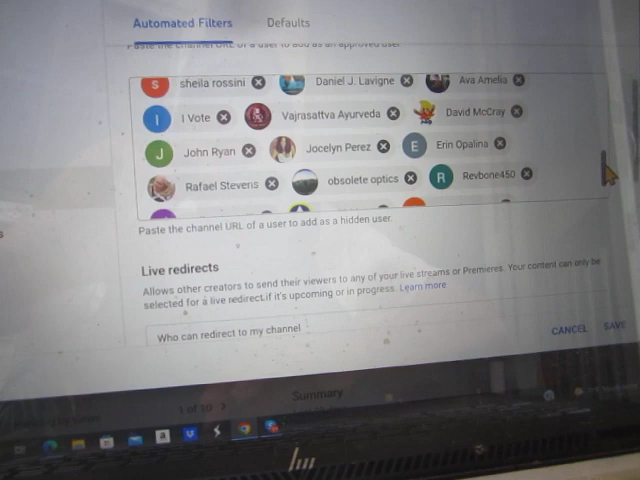 Automated Filters Defaults
Paste the channel URL of a user to add as an approved user.
S sheila rossini Daniel J. Lavigne Ava Amelia
I I Vote Vajrasattva Ayurveda David McCray
J John Ryan Jocelyn Perez E Erin Opalina
Rafael Stevens obsolete optics R Revbone450
Paste the channel URL of a user to add as a hidden user.
Live redirects
Allows other creators to send their viewers to any of your live streams or Premieres. Your content can only be
selected for a live redirect if it's upcoming or in progress. Learn more
Who can redirect to my channel
CANCEL SAVE
Summary
1 of 10 >
hp